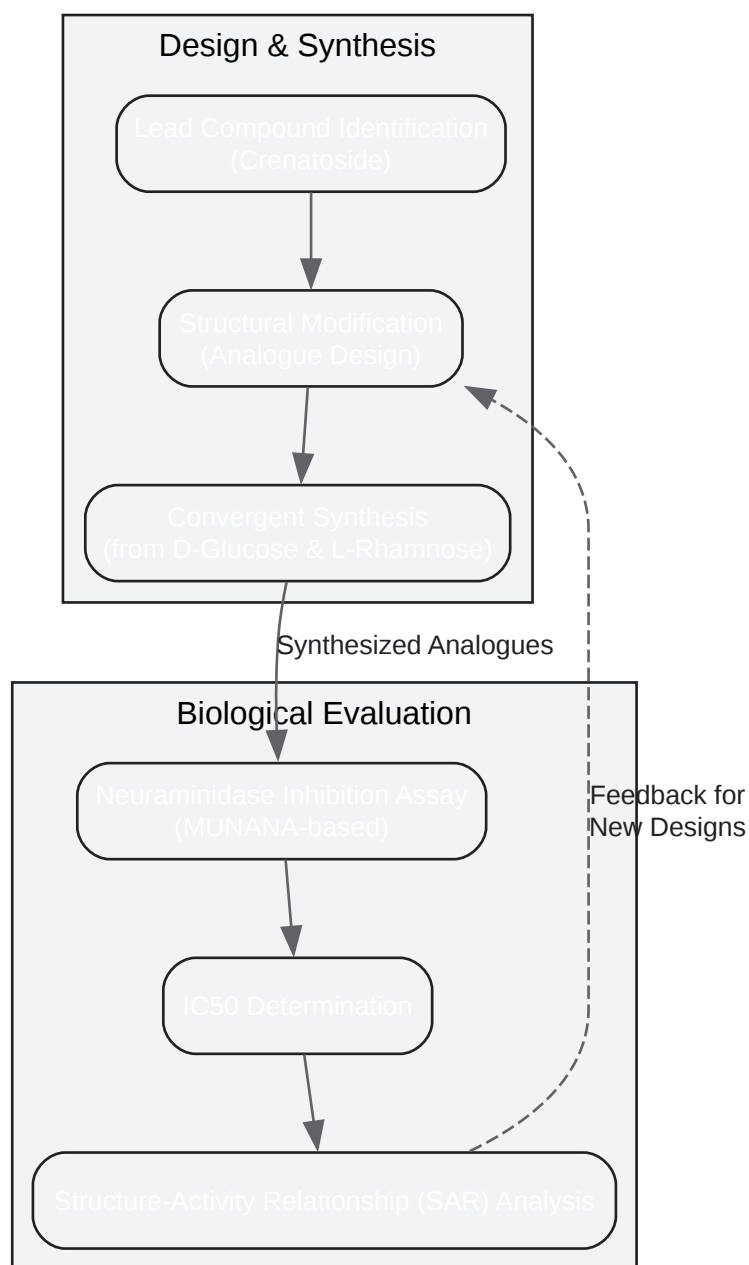 Design & Synthesis
Lead Compound Identification
(Crenatoside)
Structural Modification
(Analogue Design)
Convergent Synthesis
(from D-Glucose & L-Rhamnose)
Synthesized Analogues
Biological Evaluation
Neuraminidase Inhibition Assay
(MUNANA-based)
Feedback for
New Designs
IC50 Determination
Structure-Activity Relationship (SAR) Analysis